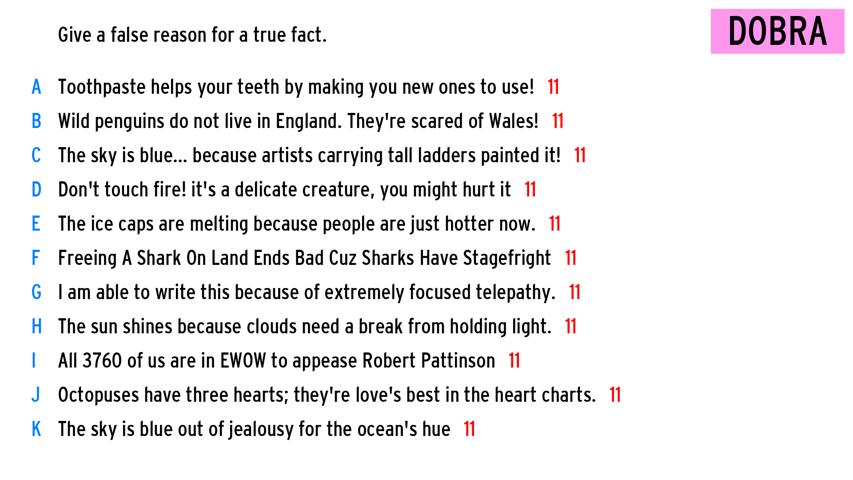 Give a false reason for a true fact.
DOBRA
A Toothpaste helps your teeth by making you new ones to use! 11
B Wild penguins do not live in England. They're scared of Wales! 11
C The sky is blue... because artists carrying tall ladders painted it! 11
D Don't touch fire! it's a delicate creature, you might hurt it 11
E The ice caps are melting because people are just hotter now. 11
F Freeing A Shark On Land Ends Bad Cuz Sharks Have Stagefright 11
G I am able to write this because of extremely focused telepathy. 11
H The sun shines because clouds need a break from holding light. 11
I All 3760 of us are in EWOW to appease Robert Pattinson 11
J Octopuses have three hearts; they're love's best in the heart charts. 11
K The sky is blue out of jealousy for the ocean's hue 11